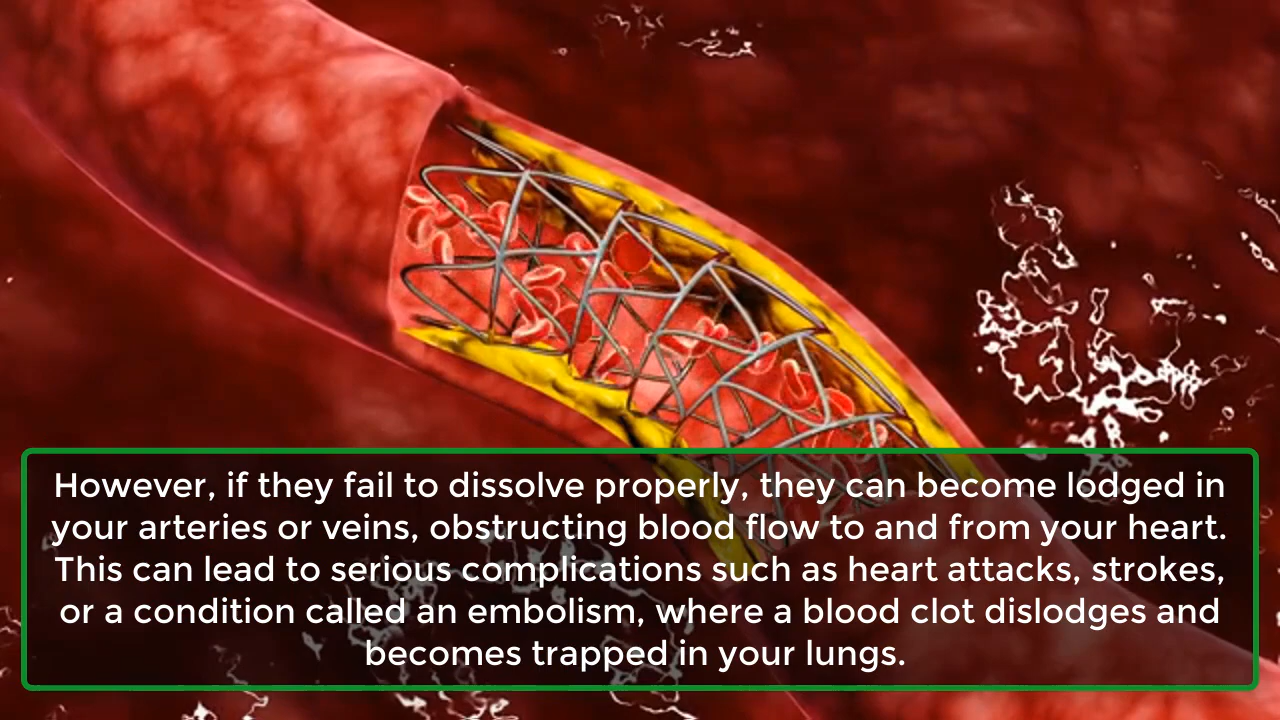 However, if they fail to dissolve properly, they can become lodged in
your arteries or veins, obstructing blood flow to and from your heart.
This can lead to serious complications such as heart attacks, strokes,
or a condition called an embolism, where a blood clot dislodges and
becomes trapped in your lungs.